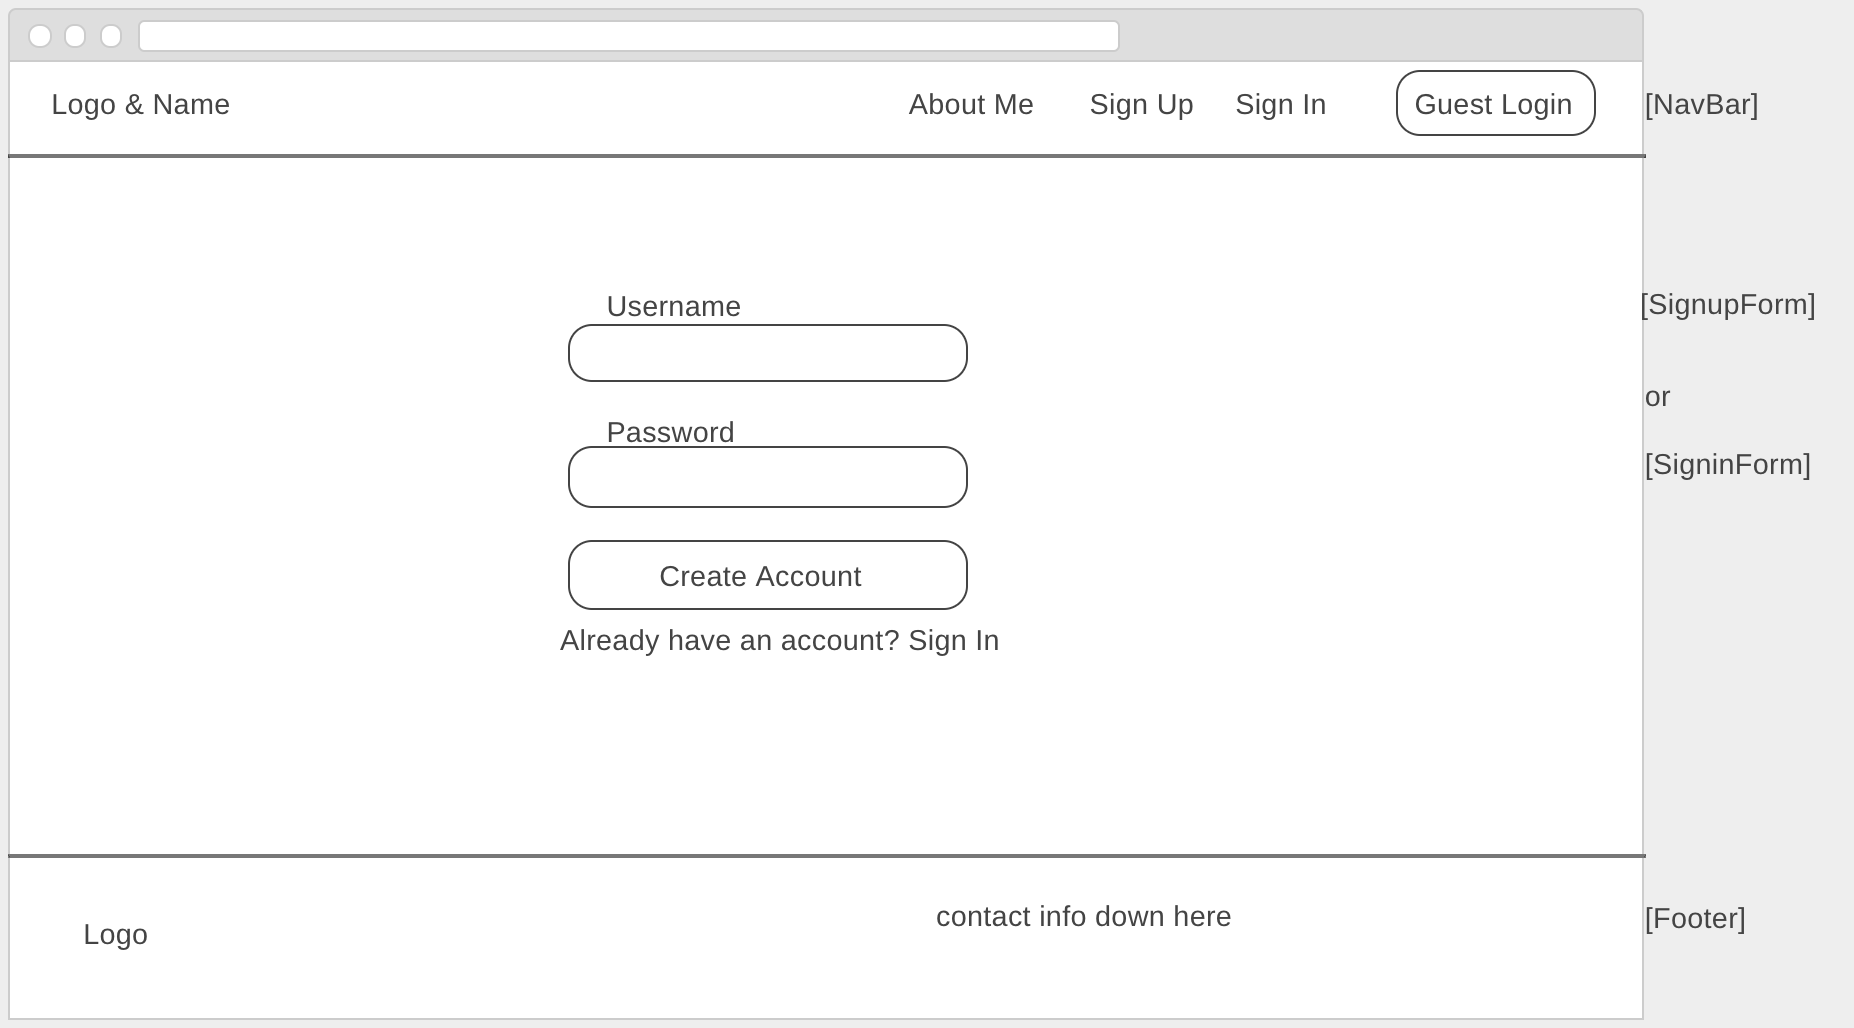 Logo & Name
About Me
Sign Up
Sign In
Guest Login
[NavBar]
Username
[SignupForm]
or
Password
[SigninForm]
Create Account
Already have an account? Sign In
Logo
contact info down here
[Footer]